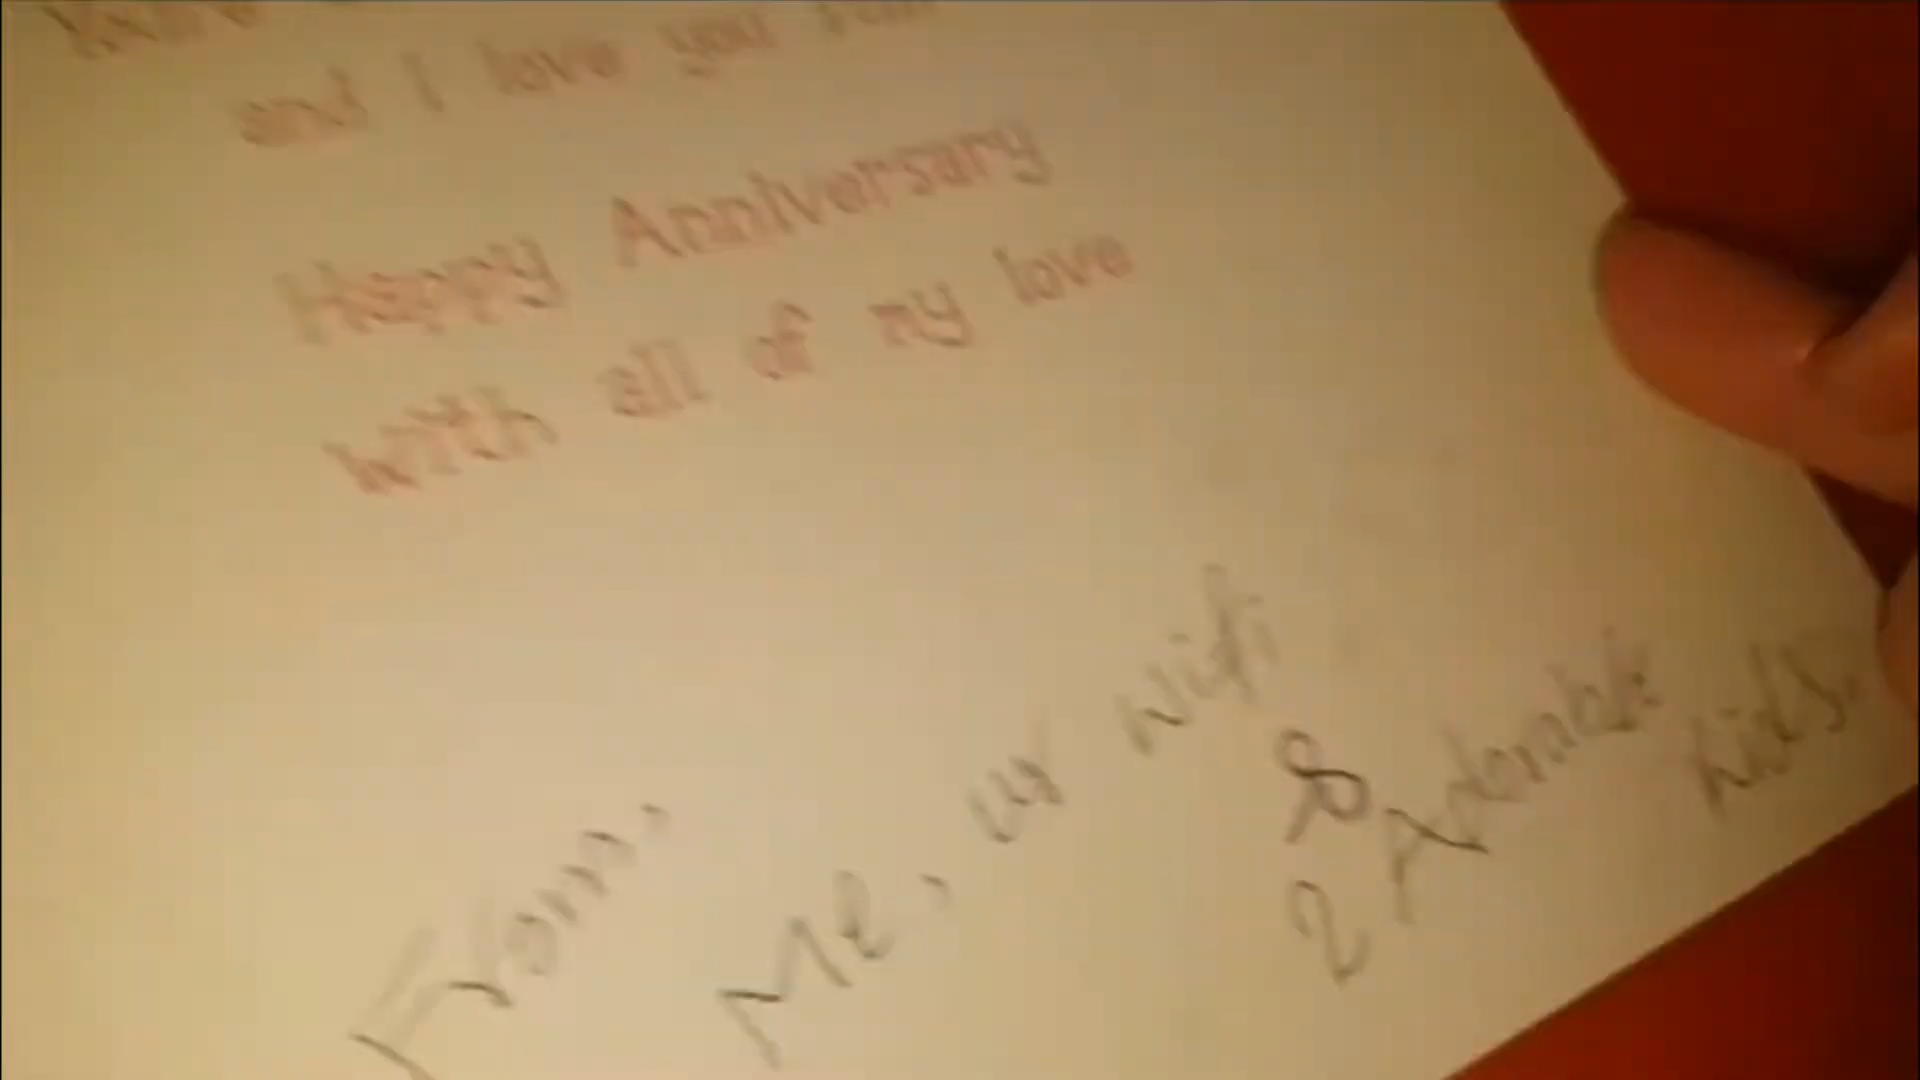 and I love you
Happy Anniversary
with all of my love
From,
Me, ur wife
& 2 Adorable kids.